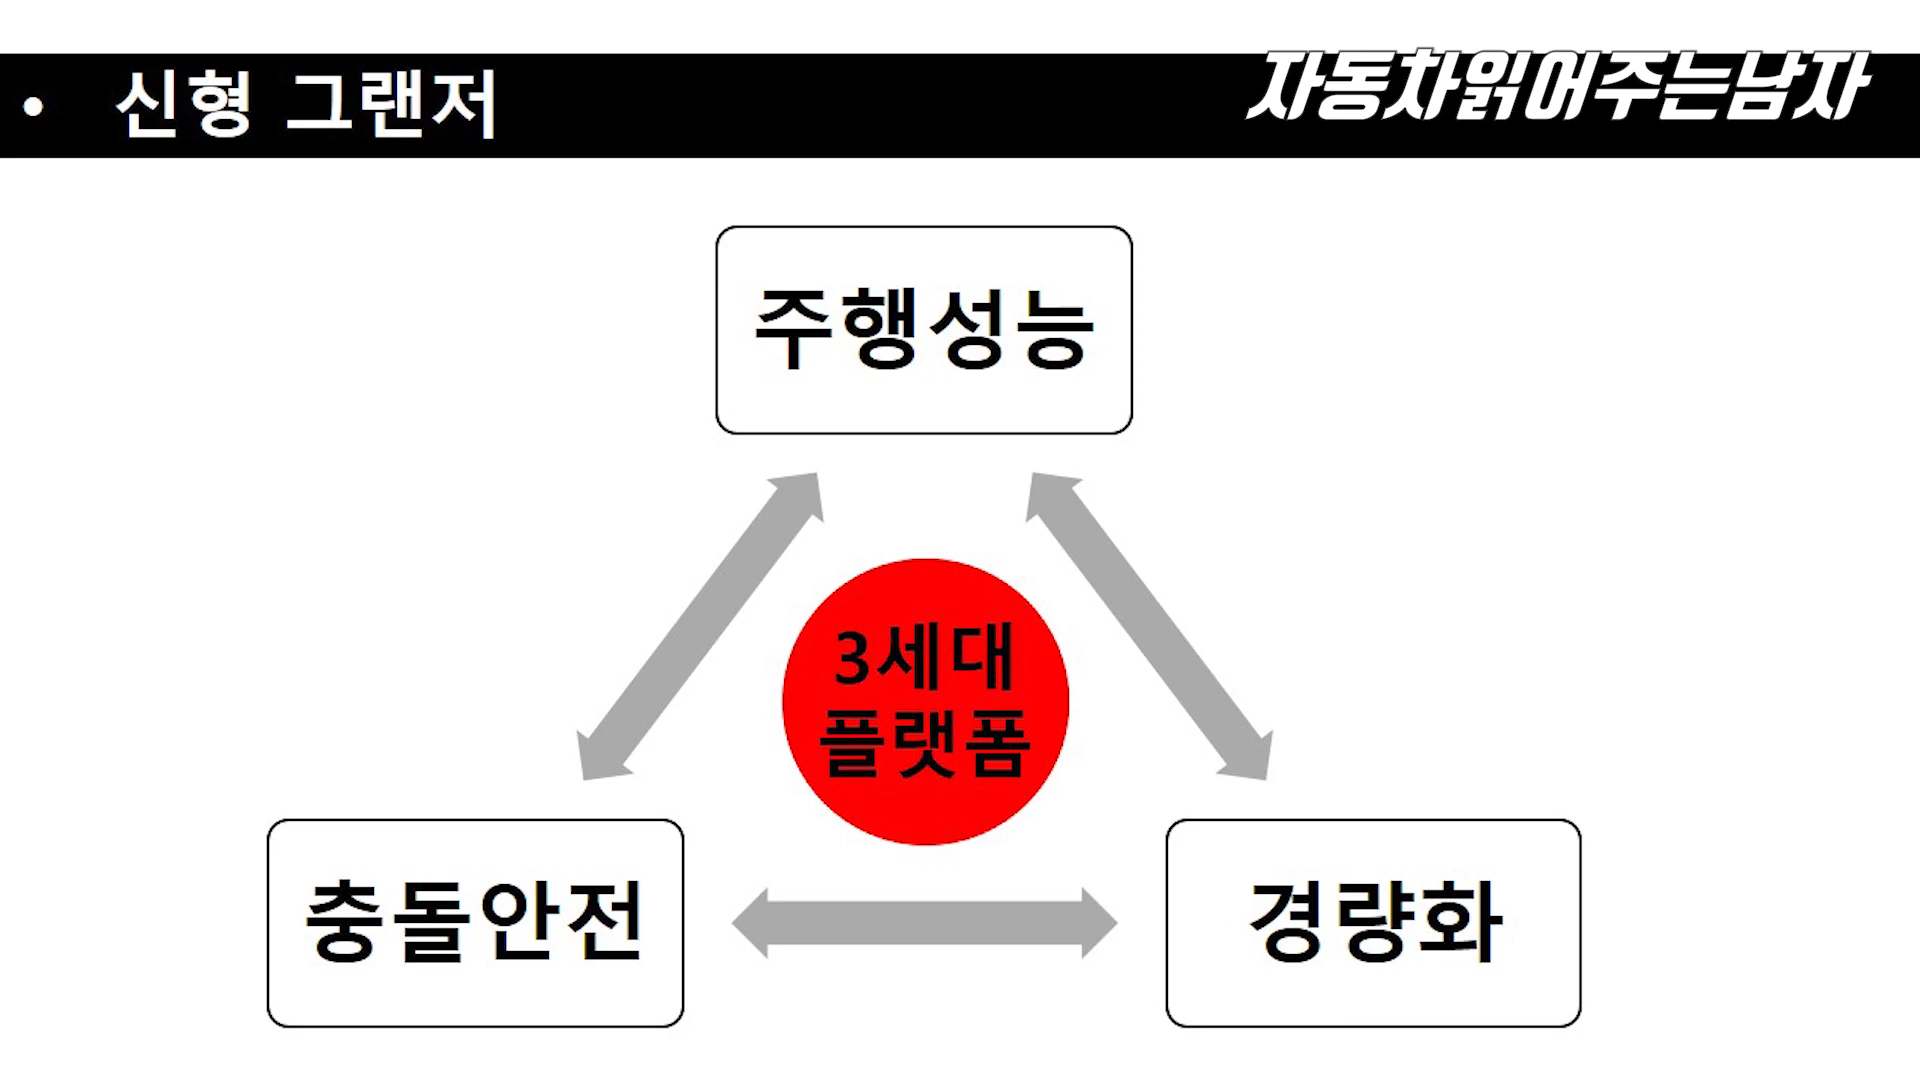 • 신형 그랜저
자동차읽어주는남자
주행성능
3세대
플랫폼
충돌안전
경량화